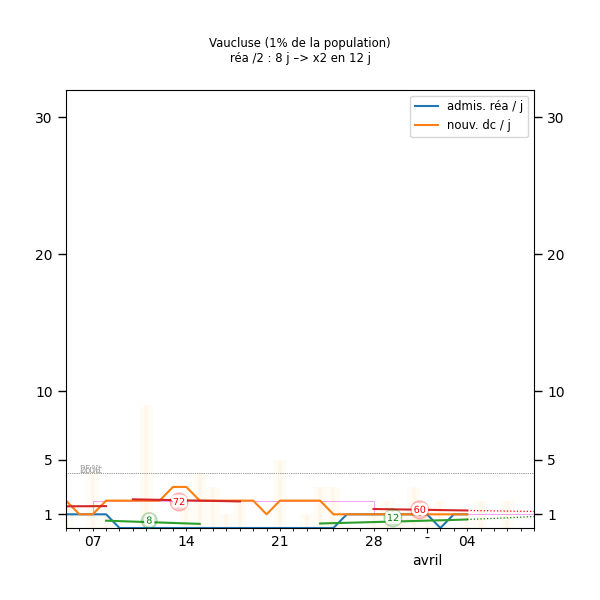 Vaucluse (1% de la population)
réa /2 : 8 j –> x2 en 12 j
admis. réa / j
nouv. dc / j
30 30
20 20
10 10
5 5
25%
72
60
8
12
1 1
07 14 21 28 - 04
avril